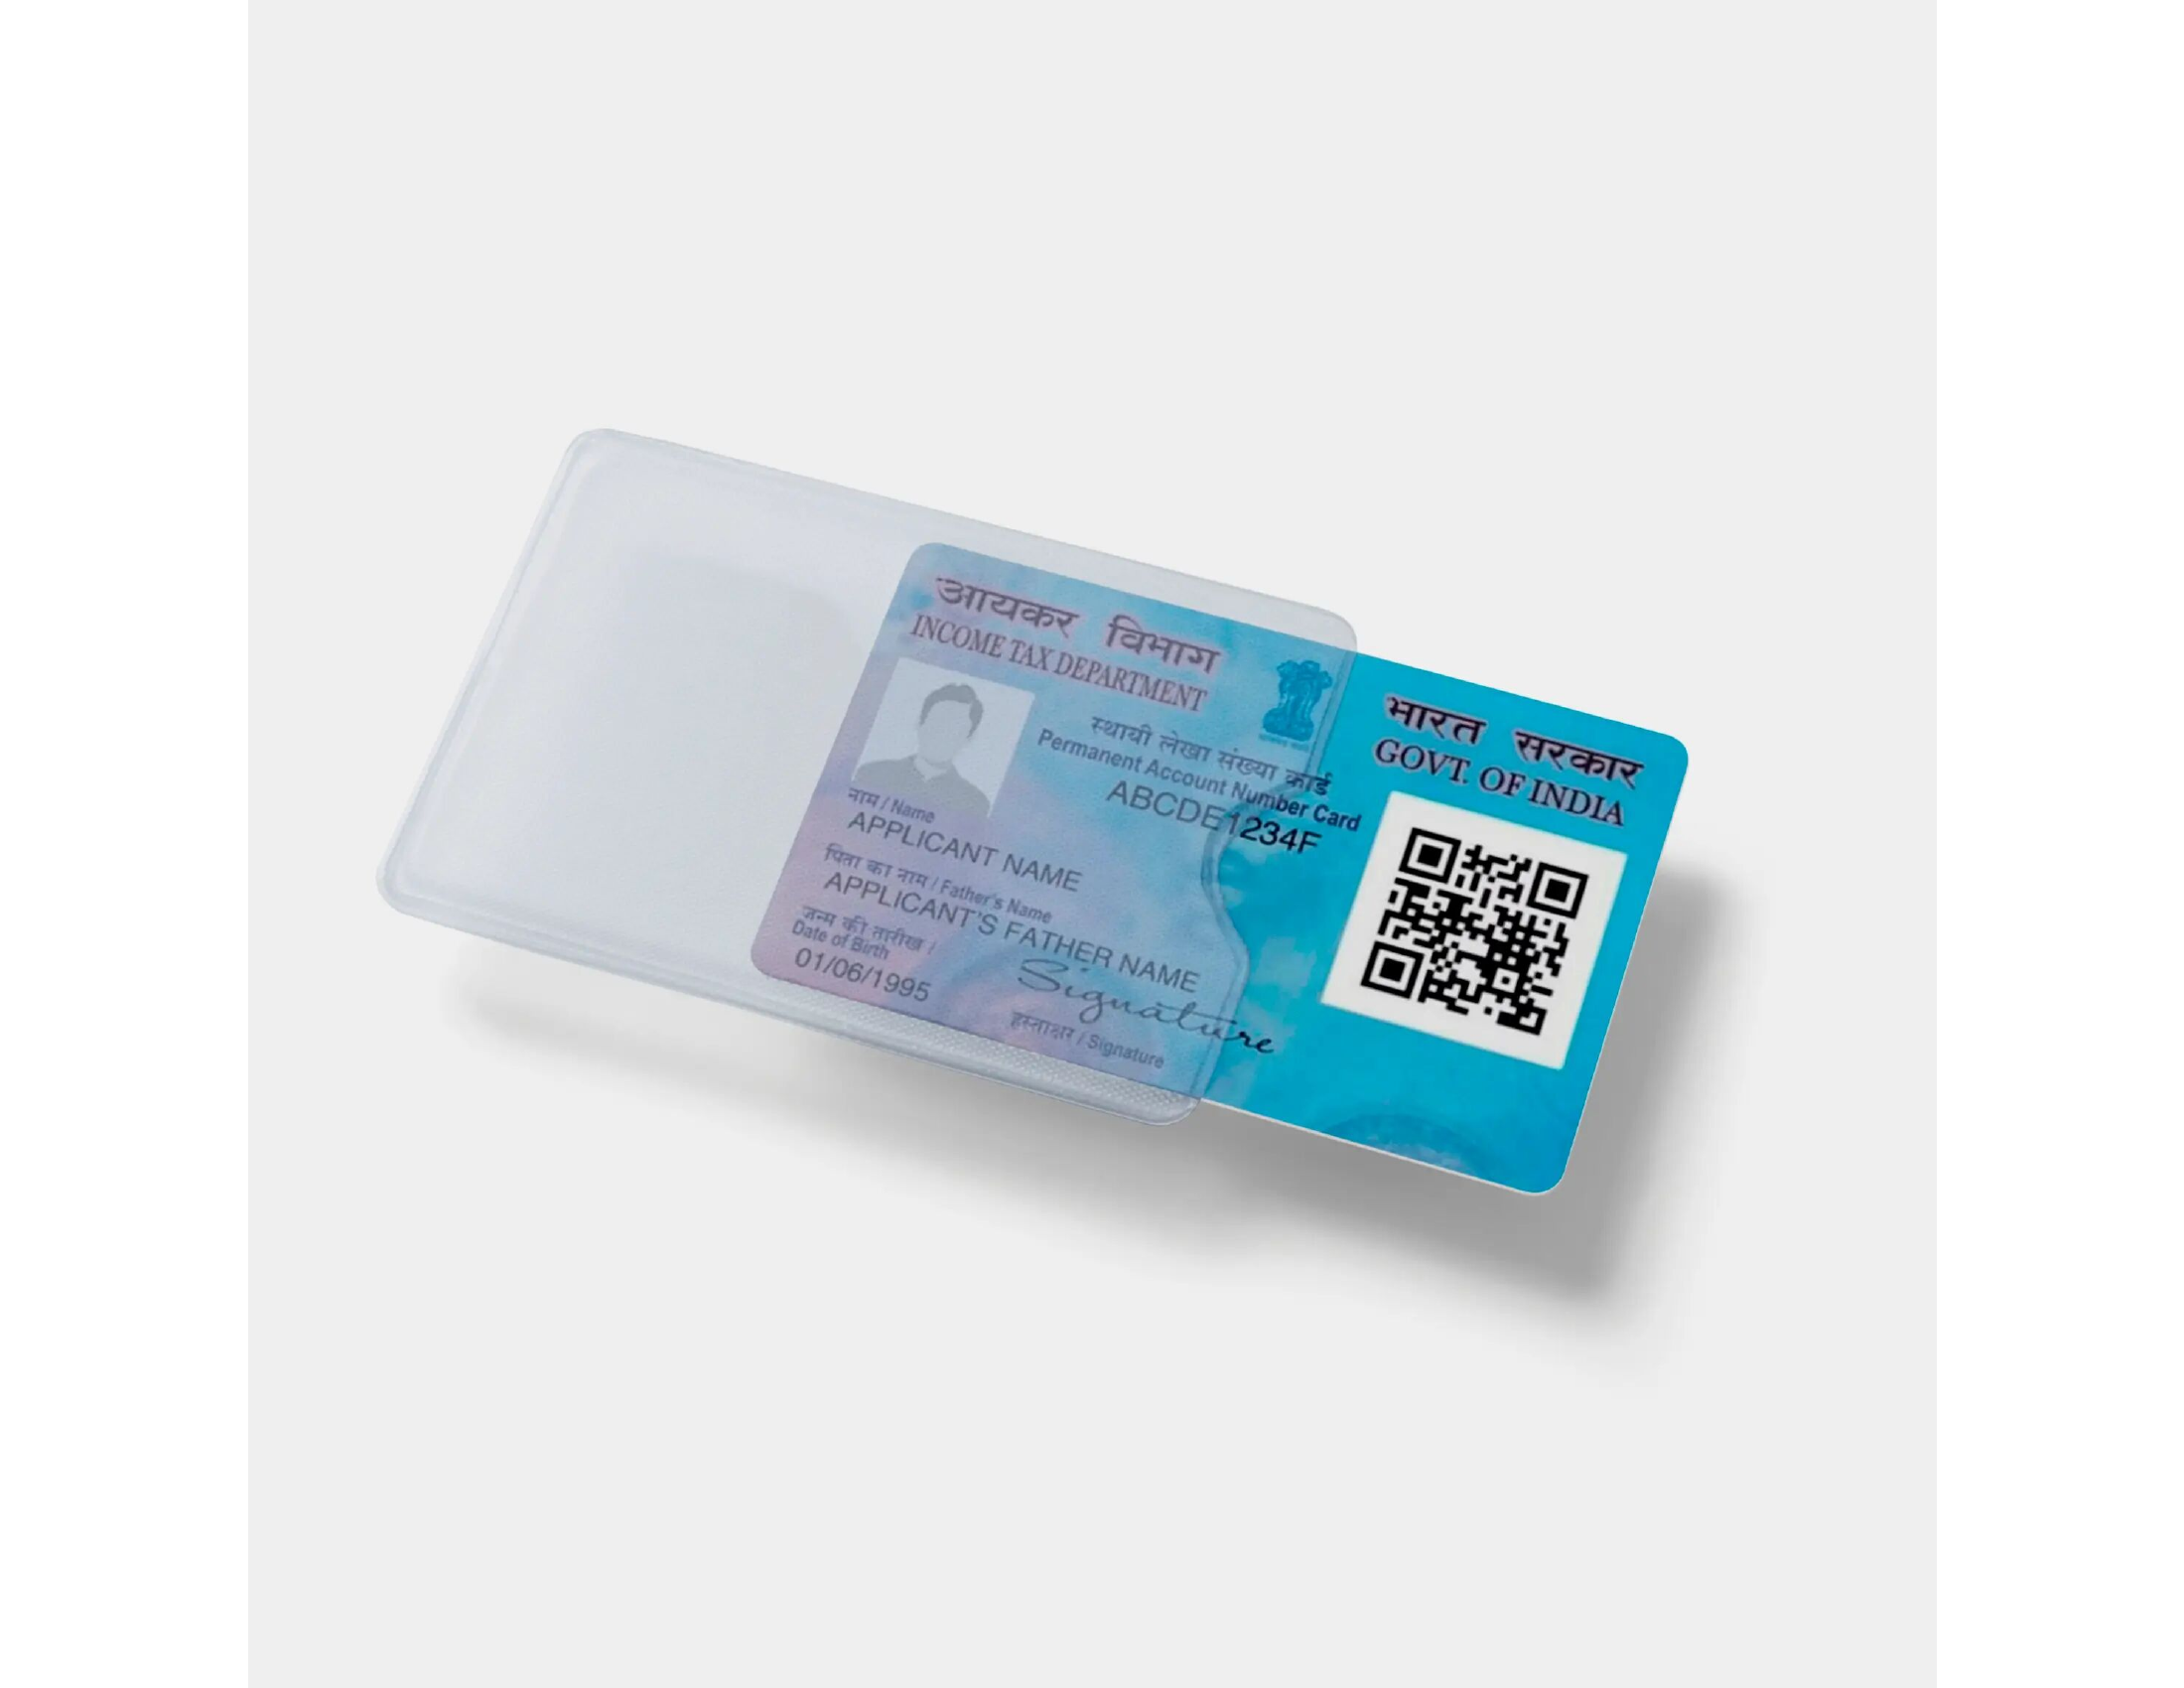 आयकर विभाग
INCOME TAX DEPARTMENT
भारत सरकार
GOVT. OF INDIA
स्थायी लेखा संख्या कार्ड
Permanent Account Number Card
ABCDE1234F
नाम / Name
APPLICANT NAME
पिता का नाम / Father's Name
APPLICANT'S FATHER NAME
जन्म की तारीख /
Date of Birth
01/06/1995
Signature
हस्ताक्षर / Signature